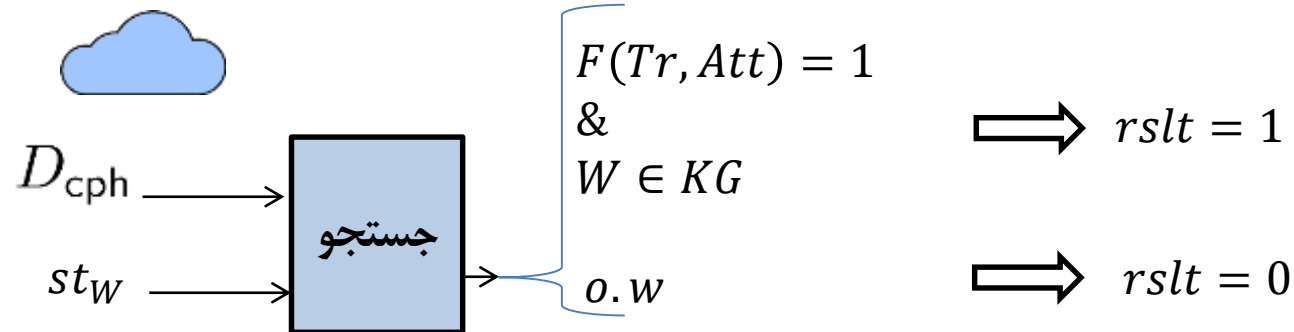 F(Tr, Att) = 1
&
W ∈ KG
rslt = 1
D_cph
جستجو
st_W
o.w
rslt = 0